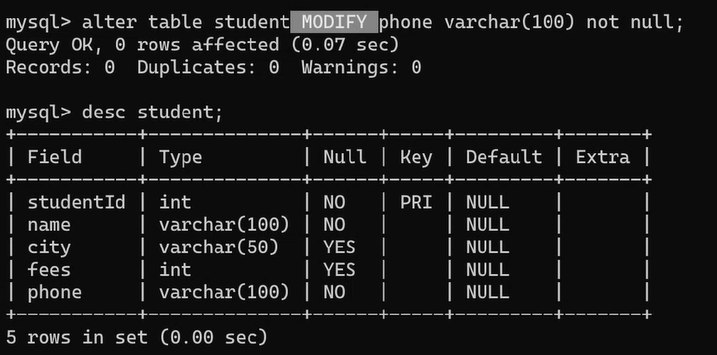 mysql> alter table student MODIFY phone varchar(100) not null;
Query OK, 0 rows affected (0.07 sec)
Records: 0  Duplicates: 0  Warnings: 0

mysql> desc student;
+-----------+--------------+------+-----+---------+-------+
| Field     | Type         | Null | Key | Default | Extra |
+-----------+--------------+------+-----+---------+-------+
| studentId | int          | NO   | PRI | NULL    |       |
| name      | varchar(100) | NO   |     | NULL    |       |
| city      | varchar(50)  | YES  |     | NULL    |       |
| fees      | int          | YES  |     | NULL    |       |
| phone     | varchar(100) | NO   |     | NULL    |       |
+-----------+--------------+------+-----+---------+-------+
5 rows in set (0.00 sec)